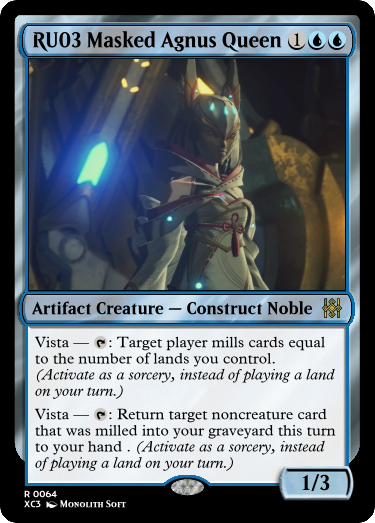 RU03 Masked Agnus Queen 1
Artifact Creature — Construct Noble
Vista — : Target player mills cards equal
to the number of lands you control.
(Activate as a sorcery, instead of playing a land
on your turn.)
Vista — : Return target noncreature card
that was milled into your graveyard this turn
to your hand . (Activate as a sorcery, instead
of playing a land on your turn.)
1/3
R 0064
XC3 Monolith Soft